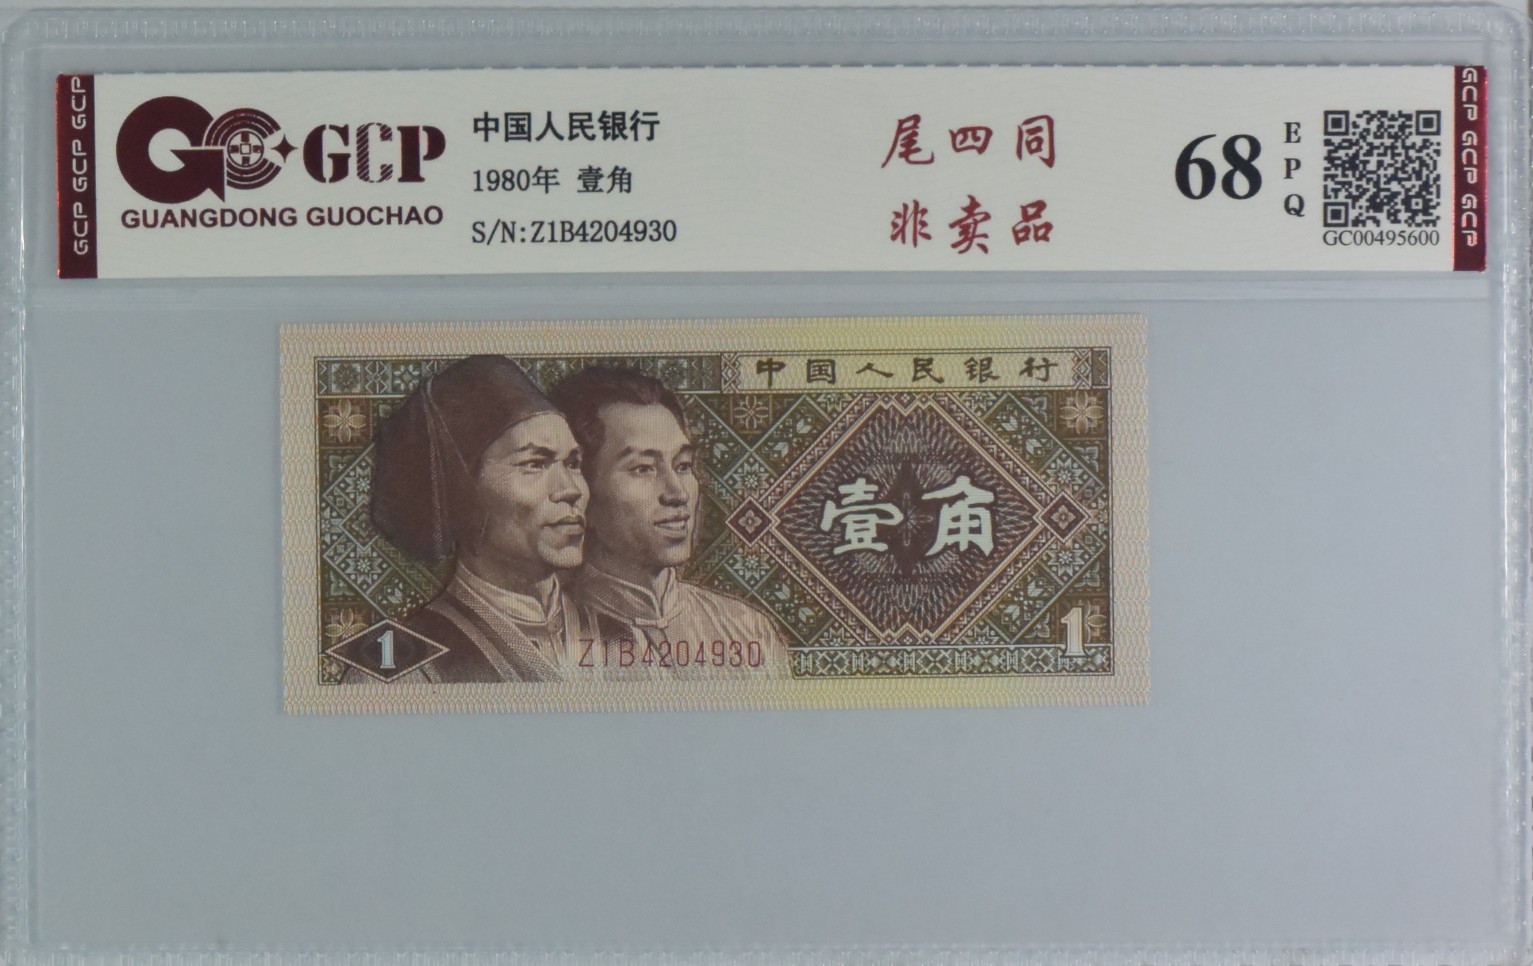 GCP GCP GCP
GCP
GUANGDONG GUOCHAO
中国人民银行
1980年 壹角
S/N:Z1B4204930
尾四同
非卖品
68
EPQ
GC00495600
GCP GCP GCP
中国人民银行
壹角
1
Z1B4204930
1